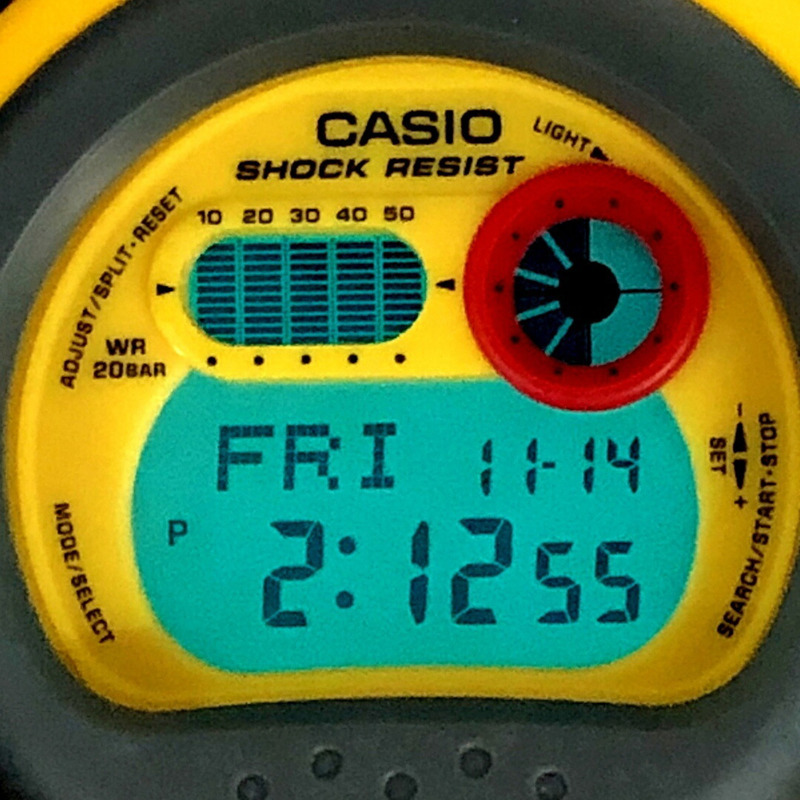 CASIO
LIGHT
SHOCK RESIST
ADJUST/SPLIT·RESET
10 20 30 40 50
WR
20BAR
FRI 11-14
P 2:12 55
- SET +
MODE/SELECT
SEARCH/START·STOP